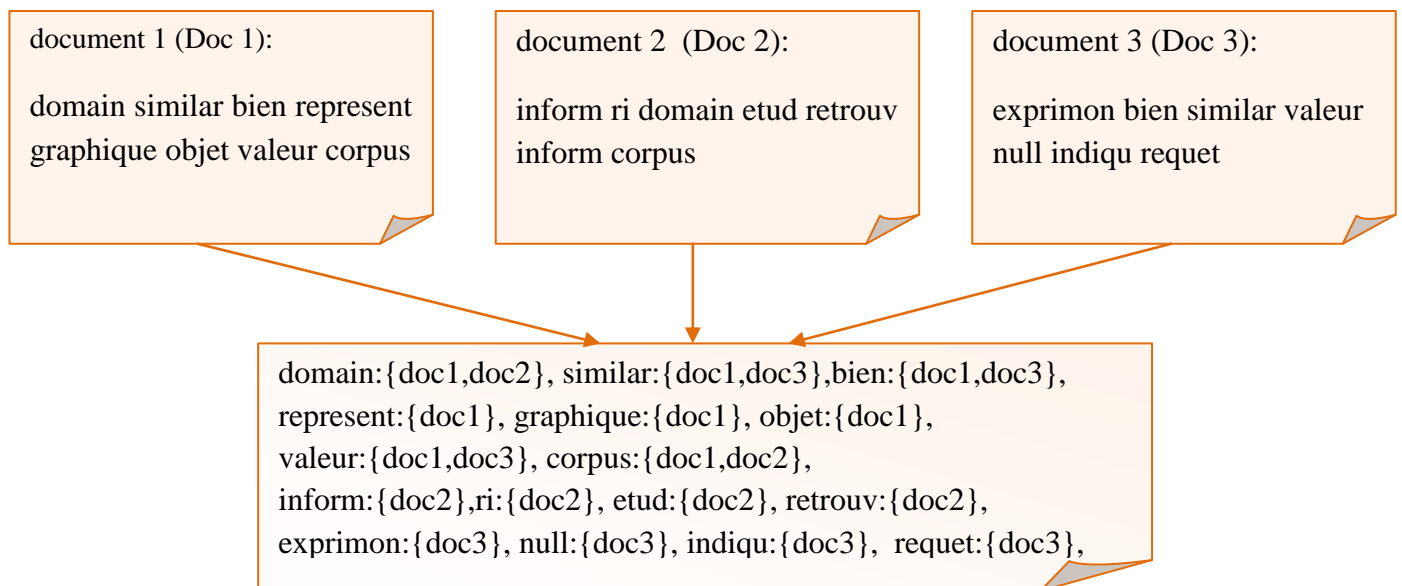 document 1 (Doc 1):
domain similar bien represent
graphique objet valeur corpus
document 2  (Doc 2):
inform ri domain etud retrouv
inform corpus
document 3 (Doc 3):
exprimon bien similar valeur
null indiqu requet
domain:{doc1,doc2}, similar:{doc1,doc3},bien:{doc1,doc3},
represent:{doc1}, graphique:{doc1}, objet:{doc1},
valeur:{doc1,doc3}, corpus:{doc1,doc2},
inform:{doc2},ri:{doc2}, etud:{doc2}, retrouv:{doc2},
exprimon:{doc3}, null:{doc3}, indiqu:{doc3},  requet:{doc3},